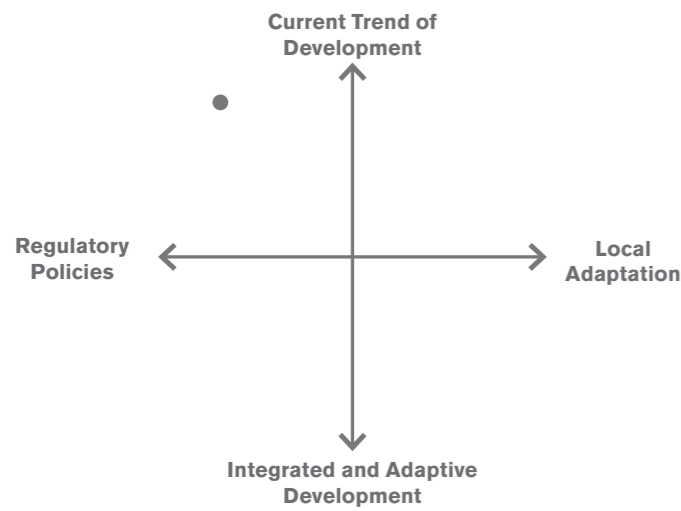 Current Trend of
Development
Regulatory
Policies
Local
Adaptation
Integrated and Adaptive
Development